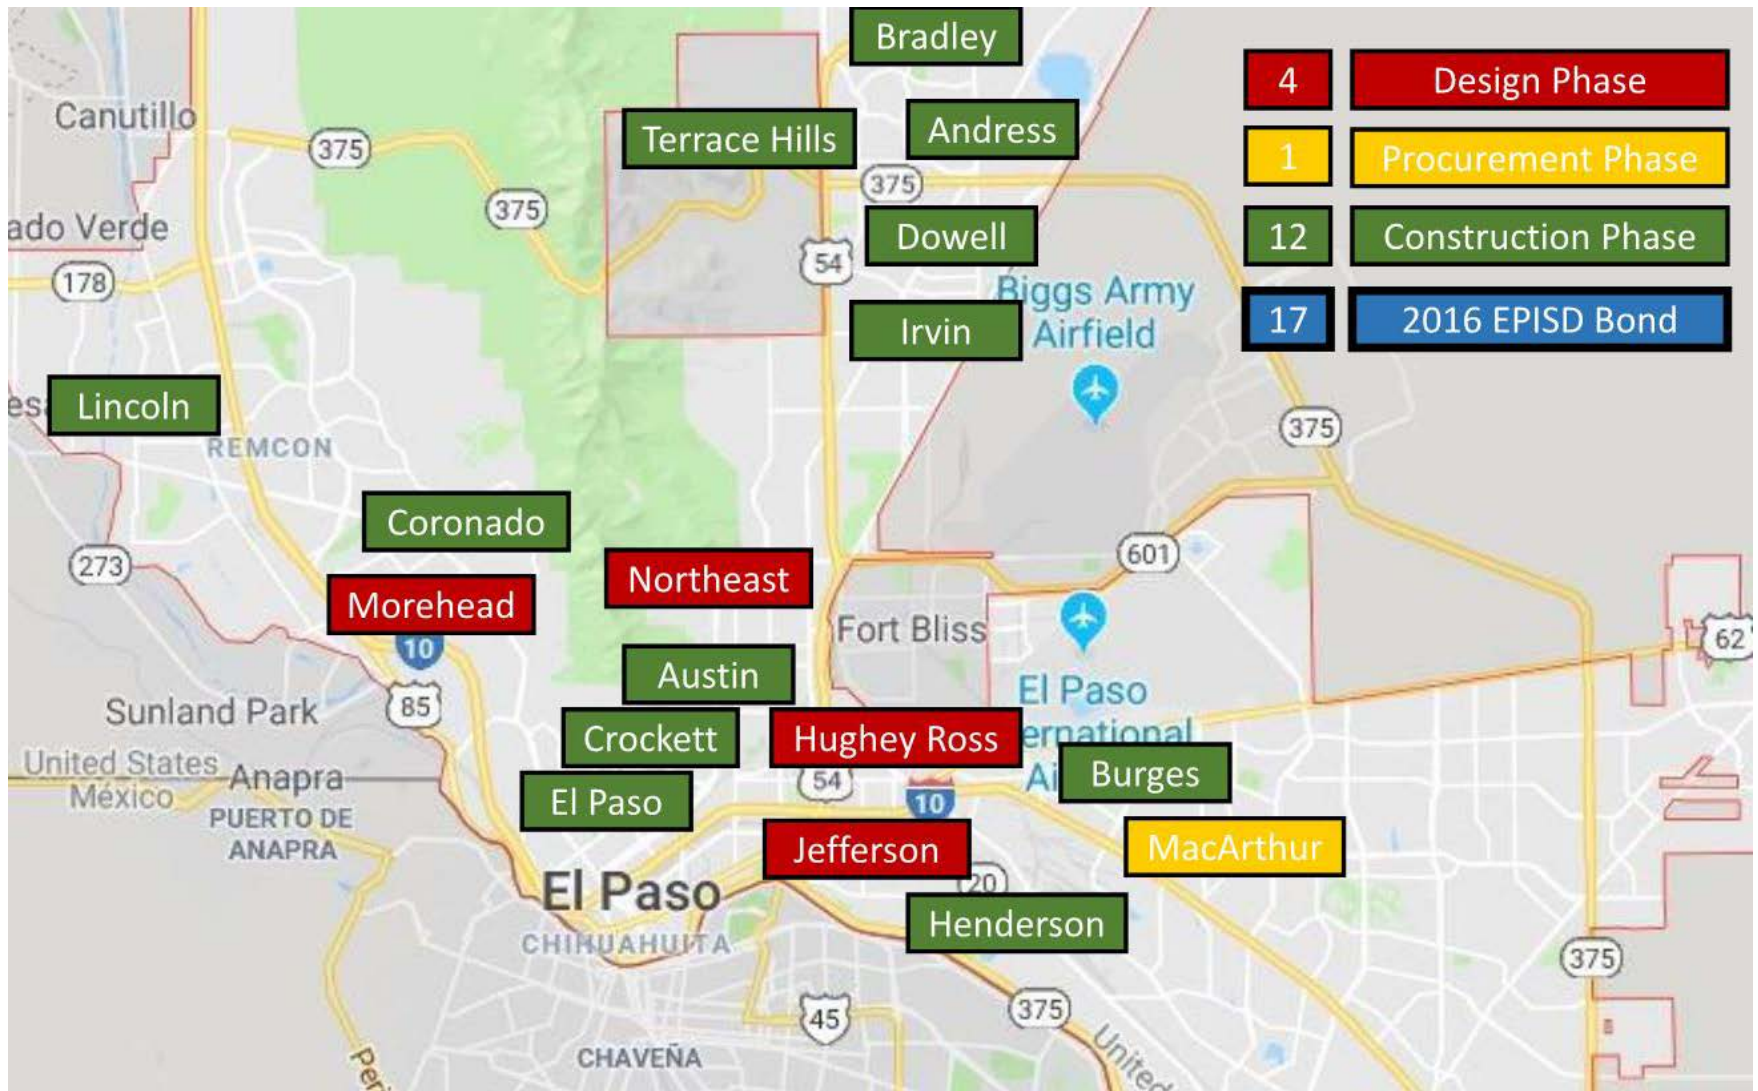 Bradley
4 Design Phase
Canutillo
Terrace Hills
Andress
1 Procurement Phase
375
375
375
ado Verde
Dowell
12 Construction Phase
54
178
Biggs Army
Airfield
Irvin
17 2016 EPISD Bond
Lincoln
REMCON
375
Coronado
273
601
Northeast
Morehead
Fort Bliss
10
62
Austin
El Paso
ernational
85
Sunland Park
Crockett
Hughey Ross
United States
México
Anapra
54
Burges
PUERTO DE
ANAPRA
El Paso
10
Jefferson
MacArthur
El Paso
20
Henderson
CHIHUAHUITA
375
375
45
CHAVEÑA
United